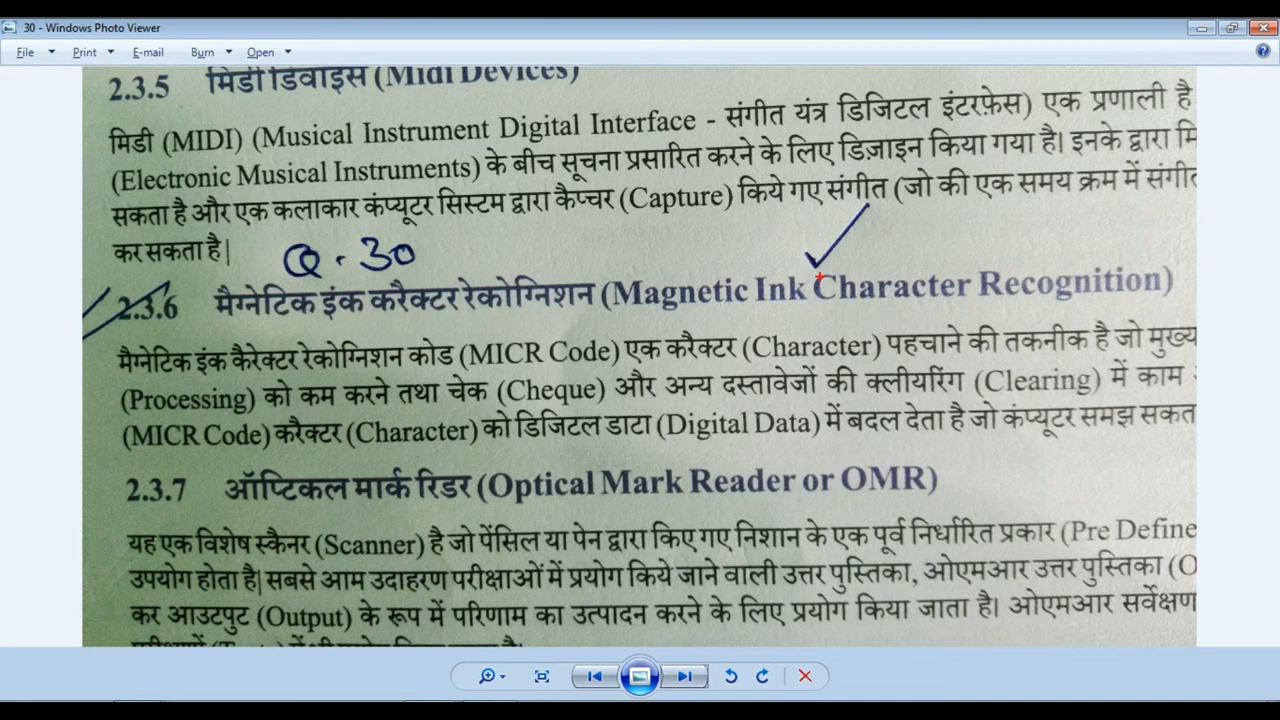 30 - Windows Photo Viewer
File Print E-mail Burn Open
2.3.5 मिडी डिवाइस (Midi Devices)
मिडी (MIDI) (Musical Instrument Digital Interface - संगीत यंत्र डिजिटल इंटरफ़ेस) एक प्रणाली है
(Electronic Musical Instruments) के बीच सूचना प्रसारित करने के लिए डिज़ाइन किया गया है। इनके द्वारा मि
सकता है और एक कलाकार कंप्यूटर सिस्टम द्वारा कैप्चर (Capture) किये गए संगीत (जो की एक समय क्रम में संगीत
कर सकता है|
Q. 30
2.3.6 मैग्नेटिक इंक करैक्टर रेकोग्निशन (Magnetic Ink Character Recognition)
मैग्नेटिक इंक कैरेक्टर रेकोग्निशन कोड (MICR Code) एक करैक्टर (Character) पहचाने की तकनीक है जो मुख्य
(Processing) को कम करने तथा चेक (Cheque) और अन्य दस्तावेजों की क्लीयरिंग (Clearing) में काम
(MICR Code) करैक्टर (Character) को डिजिटल डाटा (Digital Data) में बदल देता है जो कंप्यूटर समझ सकत
2.3.7 ऑप्टिकल मार्क रिडर (Optical Mark Reader or OMR)
यह एक विशेष स्कैनर (Scanner) है जो पेंसिल या पेन द्वारा किए गए निशान के एक पूर्व निर्धारित प्रकार (Pre Define
उपयोग होता है| सबसे आम उदाहरण परीक्षाओं में प्रयोग किये जाने वाली उत्तर पुस्तिका, ओएमआर उत्तर पुस्तिका (O
कर आउटपुट (Output) के रूप में परिणाम का उत्पादन करने के लिए प्रयोग किया जाता है। ओएमआर सर्वेक्षण